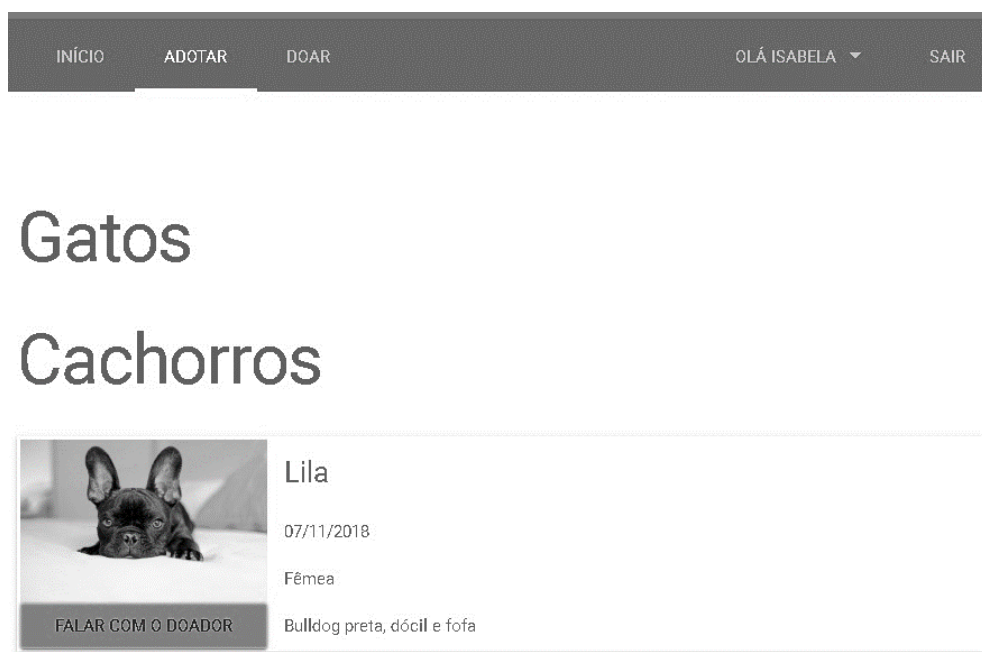 INÍCIO ADOTAR DOAR OLÁ ISABELA SAIR
Gatos
Cachorros
Lila
07/11/2018
Fêmea
FALAR COM O DOADOR
Bulldog preta, dócil e fofa